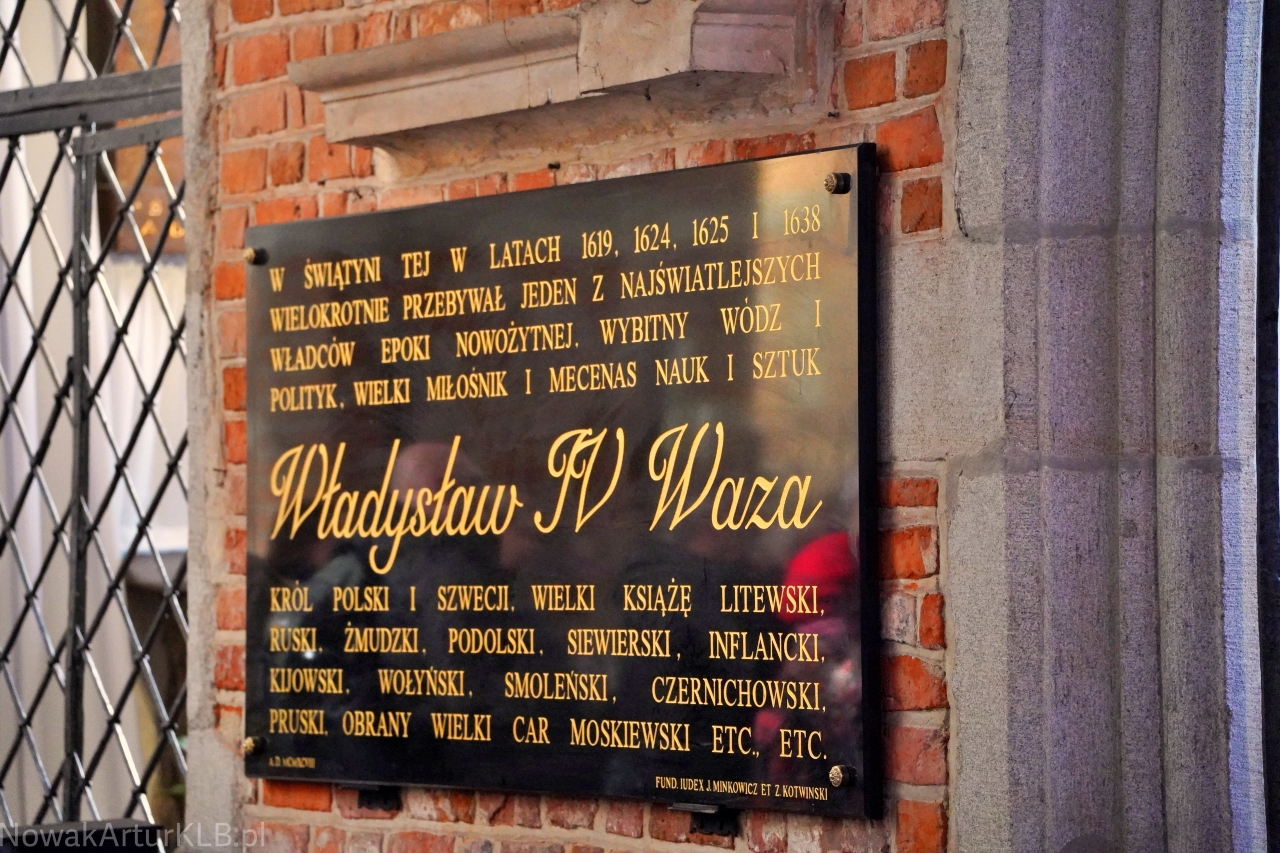 W ŚWIĄTYNI TEJ W LATACH 1619, 1624, 1625 I 1638
WIELOKROTNIE PRZEBYWAŁ JEDEN Z NAJŚWIATLEJSZYCH
WŁADCÓW EPOKI NOWOŻYTNEJ, WYBITNY WÓDZ I
POLITYK, WIELKI MIŁOŚNIK I MECENAS NAUK I SZTUK
Władysław IV Waza
KRÓL POLSKI I SZWECJI, WIELKI KSIĄŻĘ LITEWSKI,
RUSKI, ŻMUDZKI, PODOLSKI, SIEWIERSKI, INFLANCKI,
KIJOWSKI, WOŁYŃSKI, SMOLEŃSKI, CZERNICHOWSKI,
PRUSKI, OBRANY WIELKI CAR MOSKIEWSKI ETC., ETC.
A.D.
FUND. IUDEX J. MINKOWICZ ET Z. KOTWINSKI
NowakArturKLB.pl